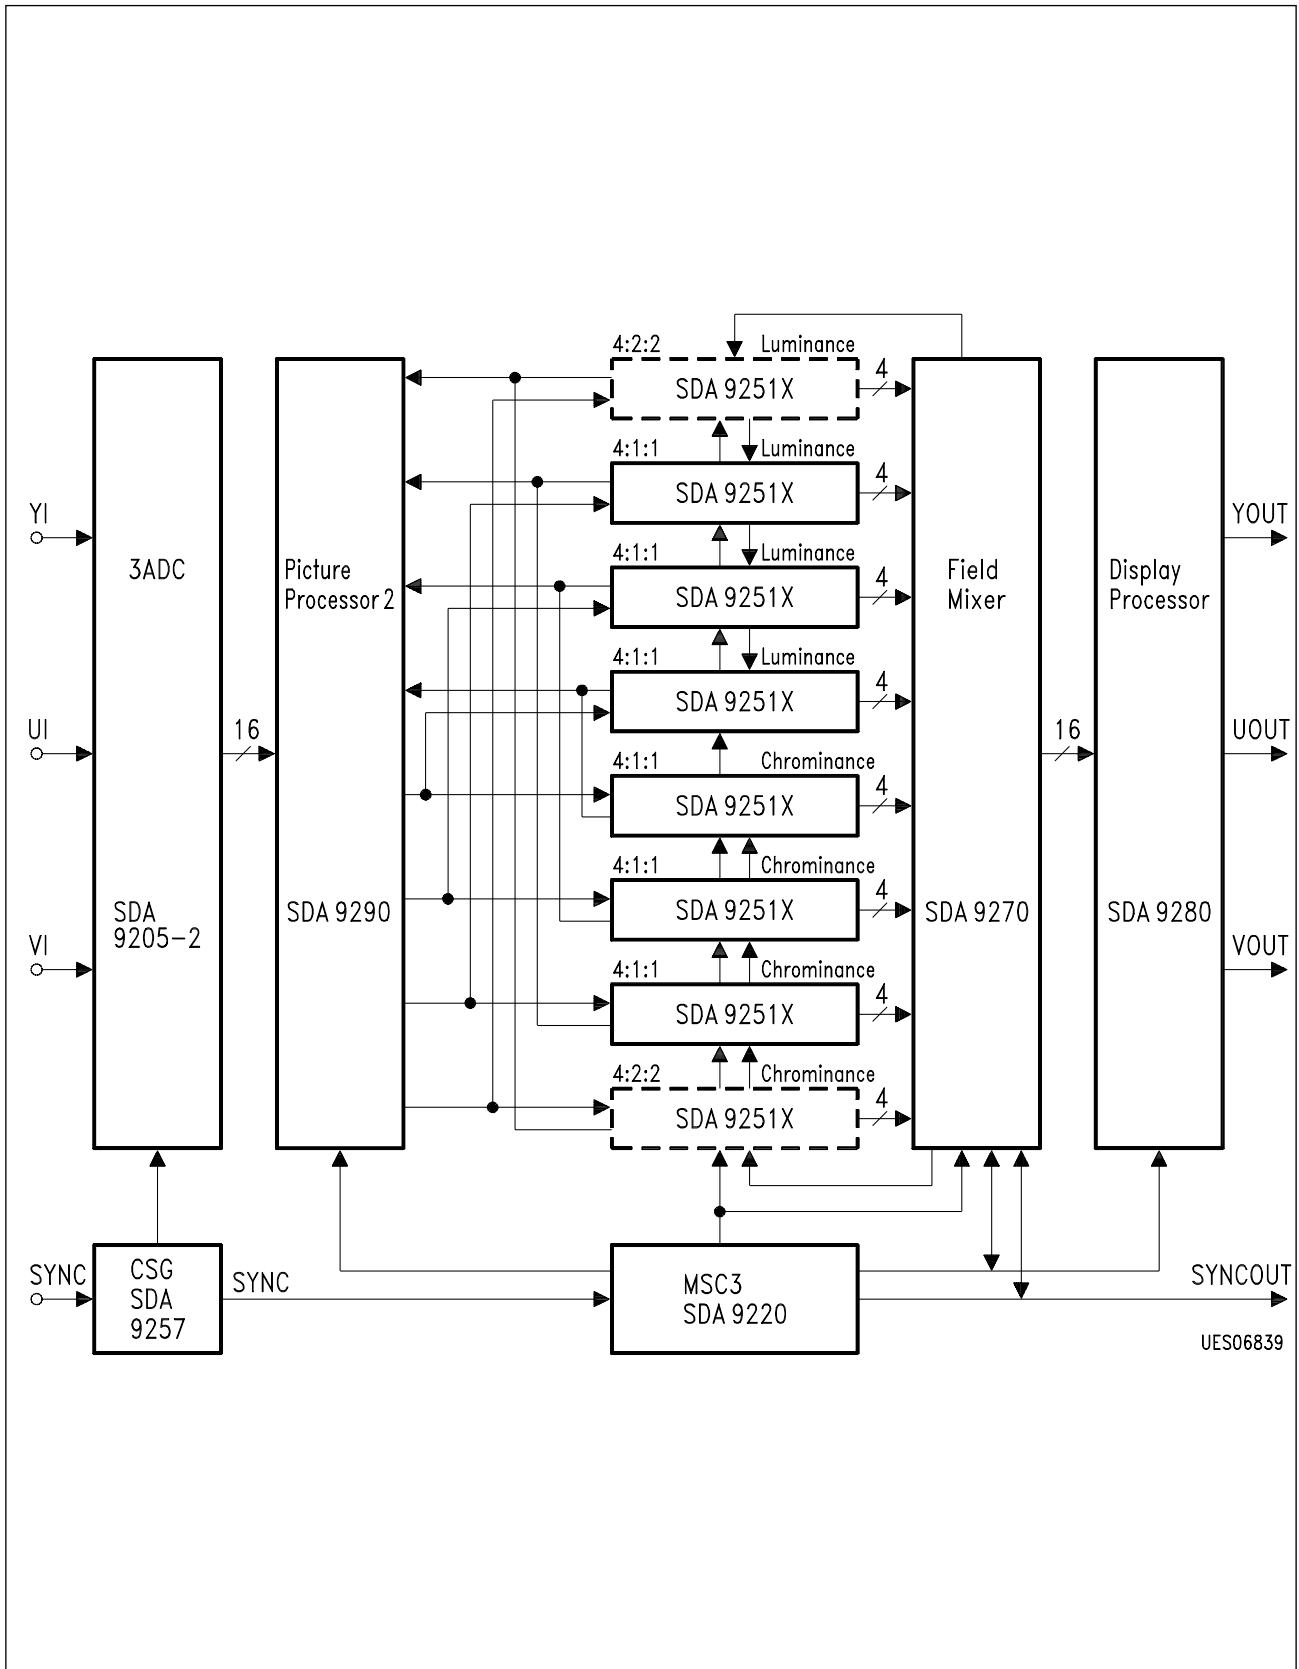 4:2:2 Luminance
SDA 9251X
4
4:1:1 Luminance
SDA 9251X
4
4:1:1 Luminance
SDA 9251X
4
4:1:1 Luminance
SDA 9251X
4
4:1:1 Chrominance
SDA 9251X
4
4:1:1 Chrominance
SDA 9251X
4
4:1:1 Chrominance
SDA 9251X
4
4:2:2 Chrominance
SDA 9251X
4
YI
UI
VI
3ADC
SDA
9205-2
16
Picture
Processor 2
SDA 9290
Field
Mixer
SDA 9270
16
Display
Processor
SDA 9280
YOUT
UOUT
VOUT
SYNC
CSG
SDA
9257
SYNC
MSC3
SDA 9220
SYNCOUT
UES06839